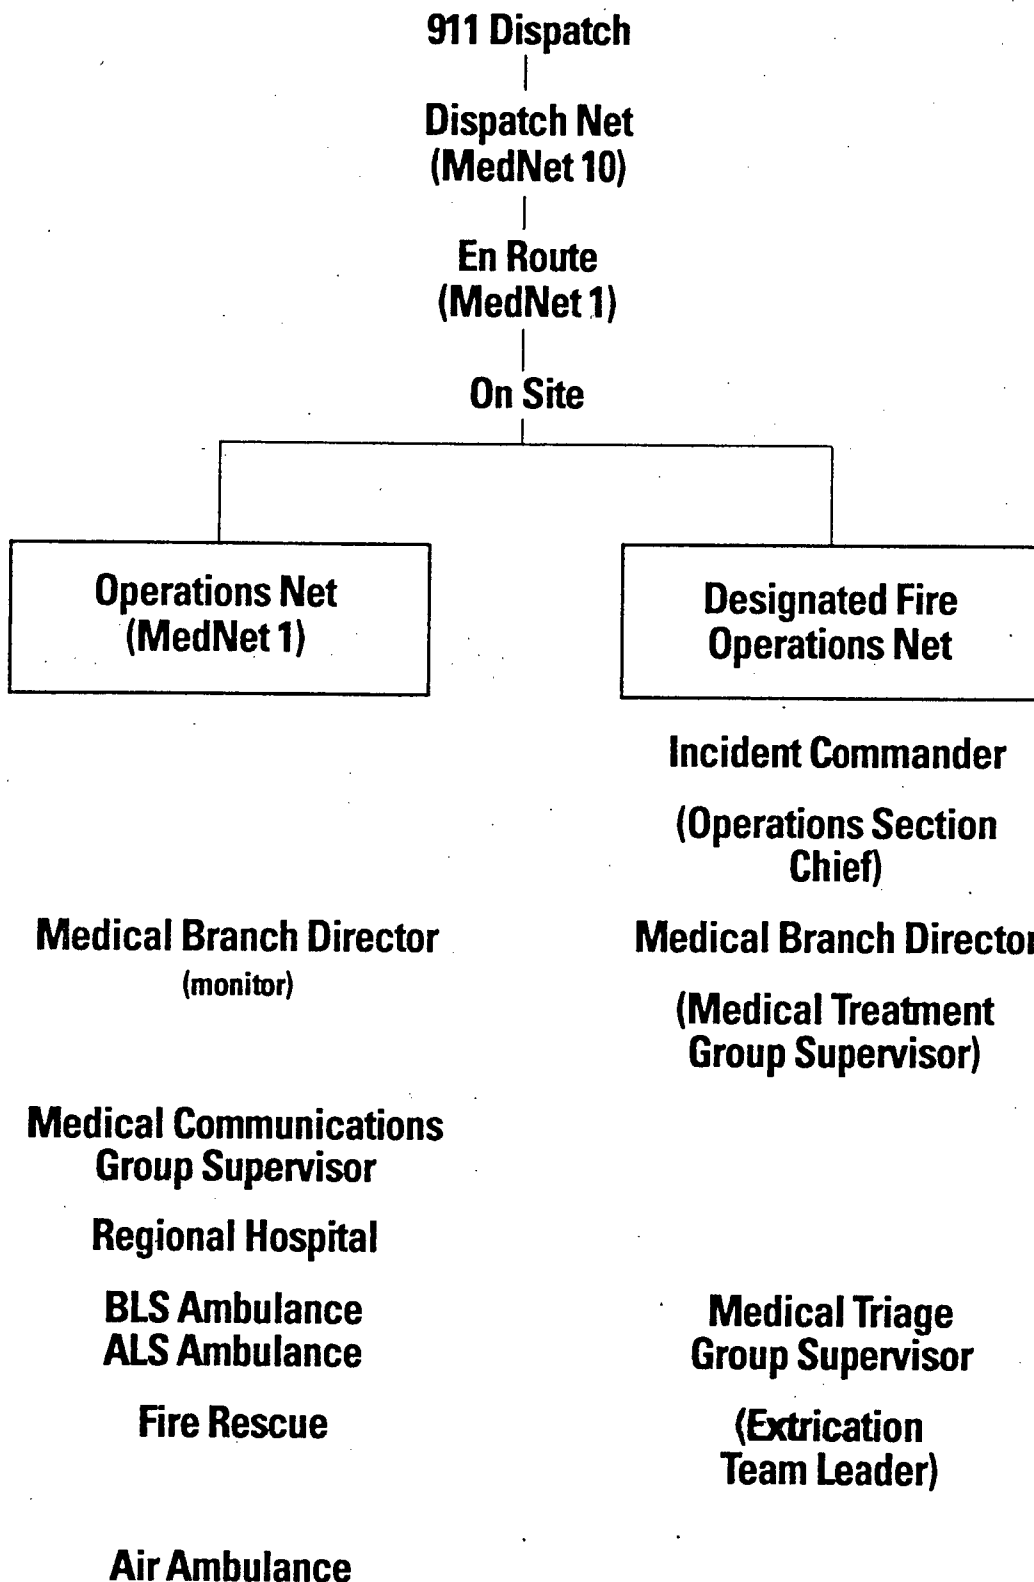 911 Dispatch
Dispatch Net
(MedNet 10)
En Route
(MedNet 1)
On Site
Operations Net
(MedNet 1)
Designated Fire
Operations Net
Incident Commander
(Operations Section
Chief)
Medical Branch Director
(monitor)
Medical Branch Director
(Medical Treatment
Group Supervisor)
Medical Communications
Group Supervisor
Regional Hospital
BLS Ambulance
ALS Ambulance
Medical Triage
Group Supervisor
Fire Rescue
(Extrication
Team Leader)
Air Ambulance